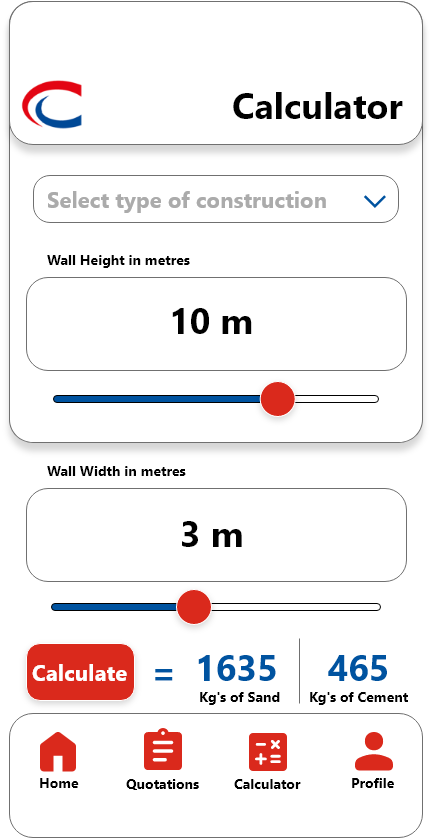 Calculator
Select type of construction
Wall Height in metres
10 m
Wall Width in metres
3 m
Calculate = 1635 465
Kg's of Sand Kg's of Cement
Home Quotations Calculator Profile